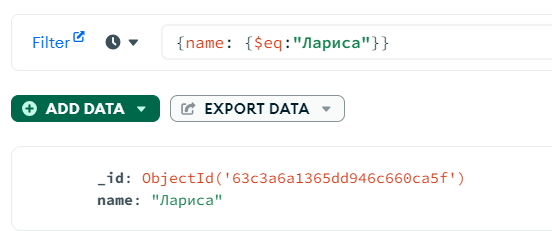 Filter {name: {$eq:"Лариса"}}
ADD DATA EXPORT DATA
_id: ObjectId('63c3a6a1365dd946c660ca5f')
name: "Лариса"